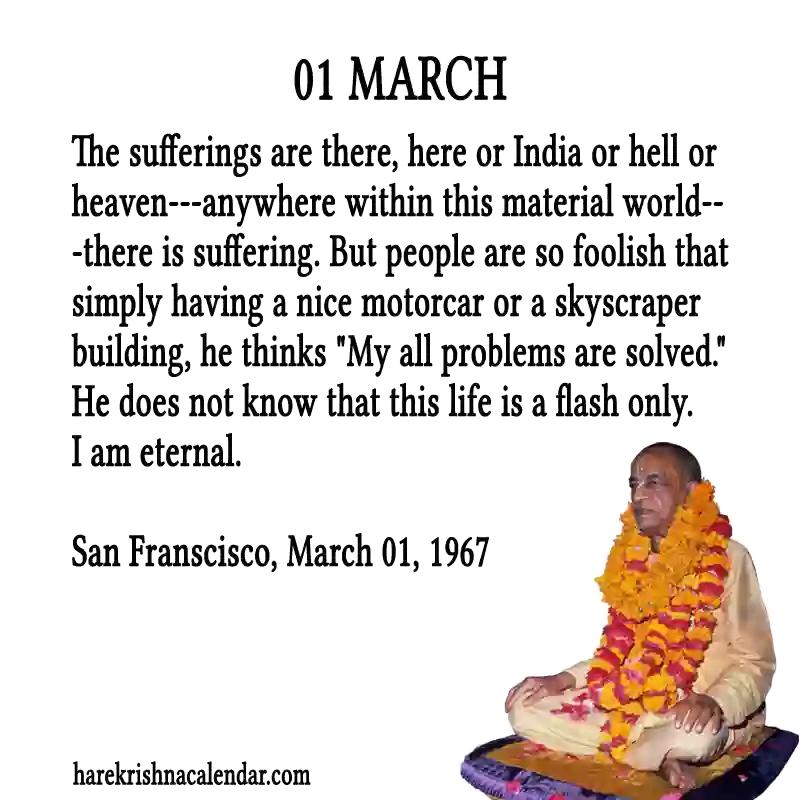 01 MARCH
The sufferings are there, here or India or hell or
heaven---anywhere within this material world--
-there is suffering. But people are so foolish that
simply having a nice motorcar or a skyscraper
building, he thinks "My all problems are solved."
He does not know that this life is a flash only.
I am eternal.
San Franscisco, March 01, 1967
harekrishnacalendar.com